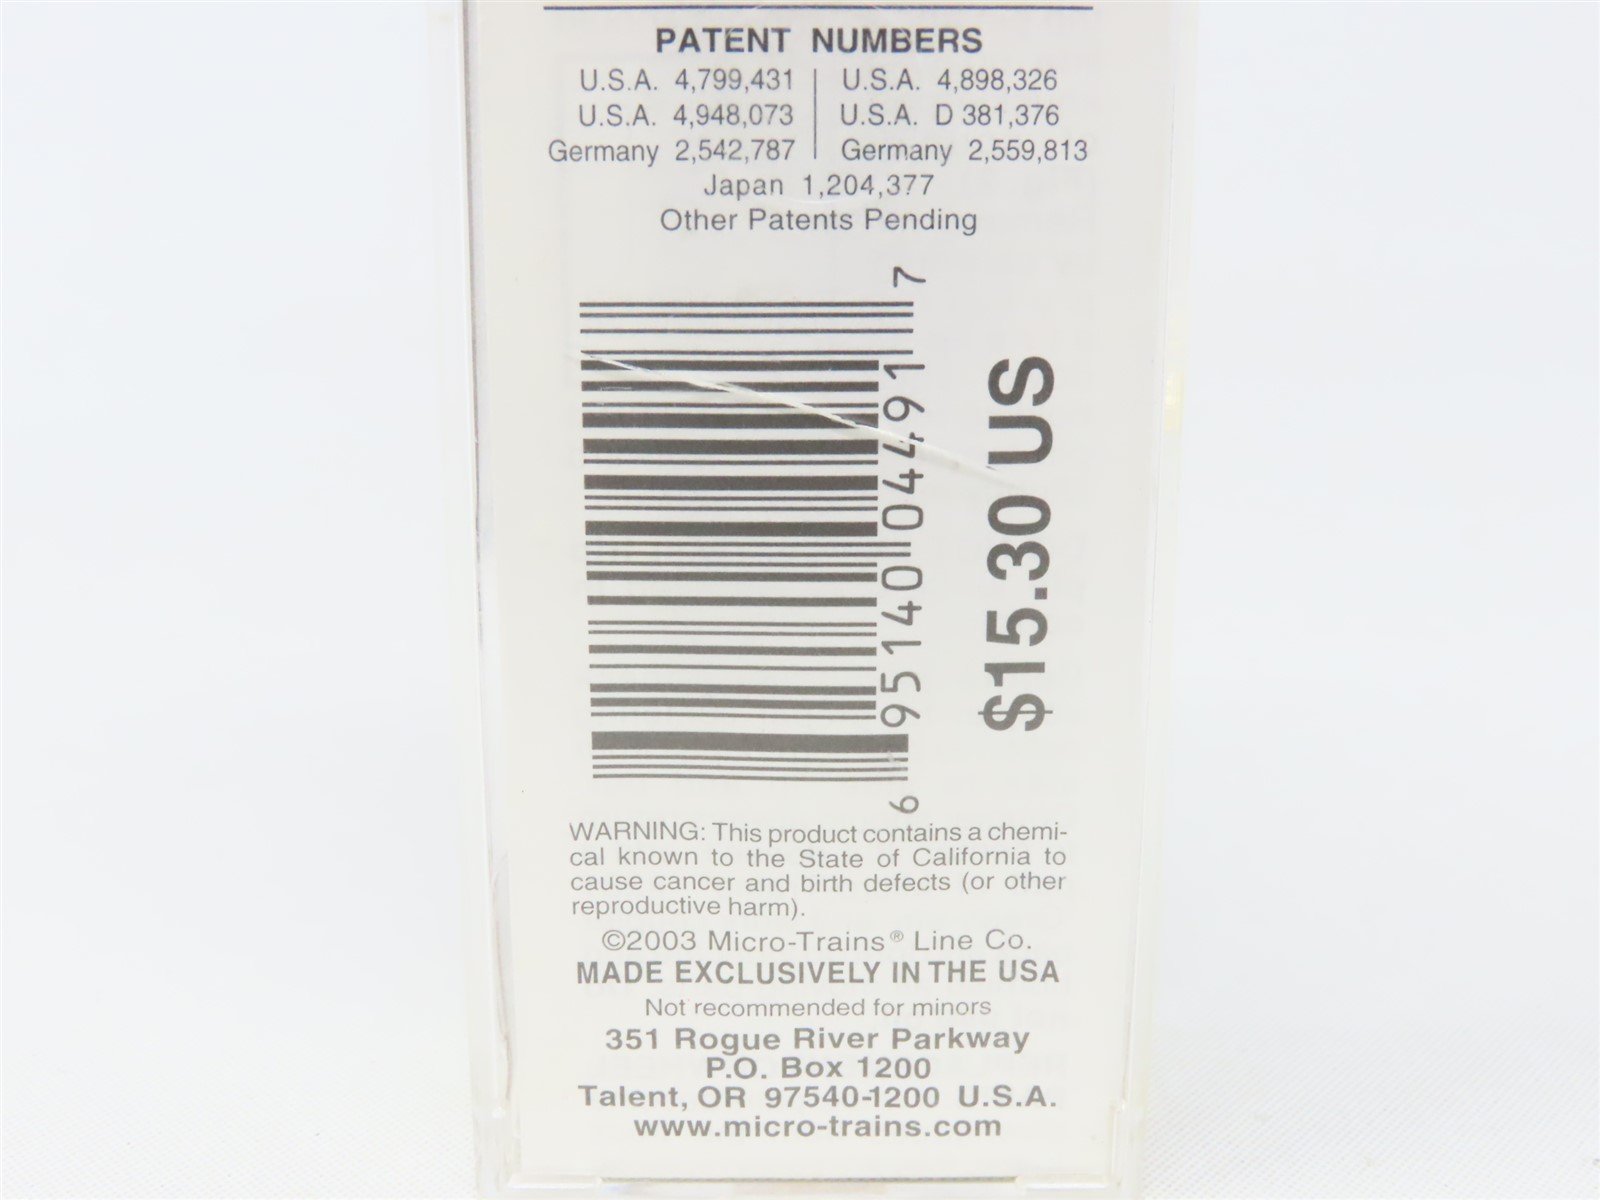 PATENT NUMBERS
U.S.A. 4,799,431 | U.S.A. 4,898,326
U.S.A. 4,948,073 | U.S.A. D 381,376
Germany 2,542,787 | Germany 2,559,813
Japan 1,204,377
Other Patents Pending
6 95140 04491 7
$15.30 US
WARNING: This product contains a chemi-
cal known to the State of California to
cause cancer and birth defects (or other
reproductive harm).
©2003 Micro-Trains® Line Co.
MADE EXCLUSIVELY IN THE USA
Not recommended for minors
351 Rogue River Parkway
P.O. Box 1200
Talent, OR 97540-1200 U.S.A.
www.micro-trains.com